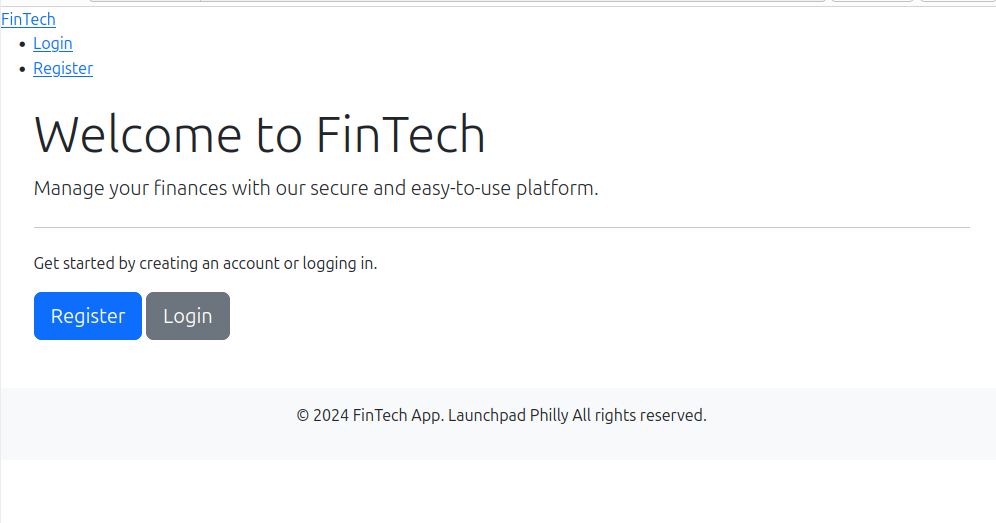 FinTech
Login
Register
Welcome to FinTech
Manage your finances with our secure and easy-to-use platform.
Get started by creating an account or logging in.
Register Login
© 2024 FinTech App. Launchpad Philly All rights reserved.